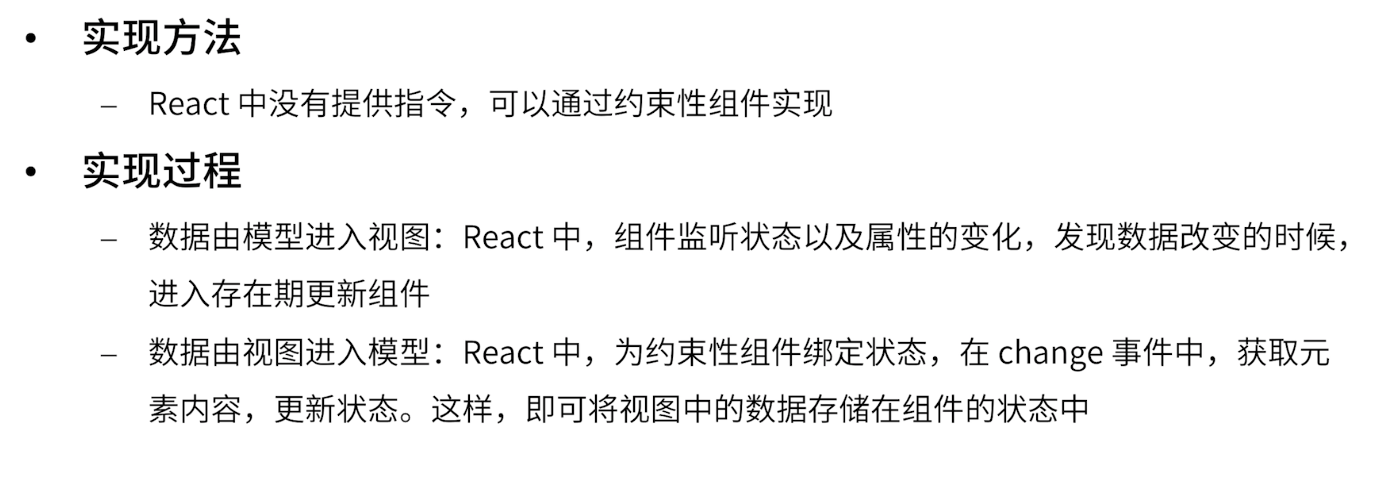 • 实现方法
– React 中没有提供指令，可以通过约束性组件实现
• 实现过程
– 数据由模型进入视图：React 中，组件监听状态以及属性的变化，发现数据改变的时候，
进入存在期更新组件
– 数据由视图进入模型：React 中，为约束性组件绑定状态，在 change 事件中，获取元
素内容，更新状态。这样，即可将视图中的数据存储在组件的状态中